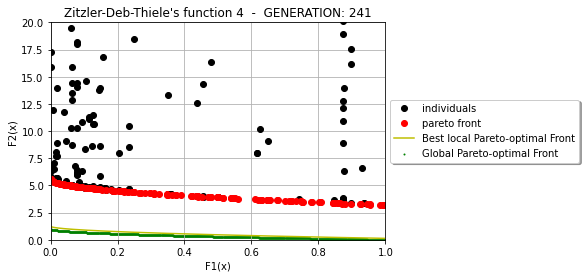 Zitzler-Deb-Thiele's function 4 - GENERATION: 241
20.0
17.5
15.0
12.5
10.0
7.5
5.0
2.5
0.0
F2(x)
0.0 0.2 0.4 0.6 0.8 1.0
F1(x)
individuals
pareto front
Best local Pareto-optimal Front
Global Pareto-optimal Front